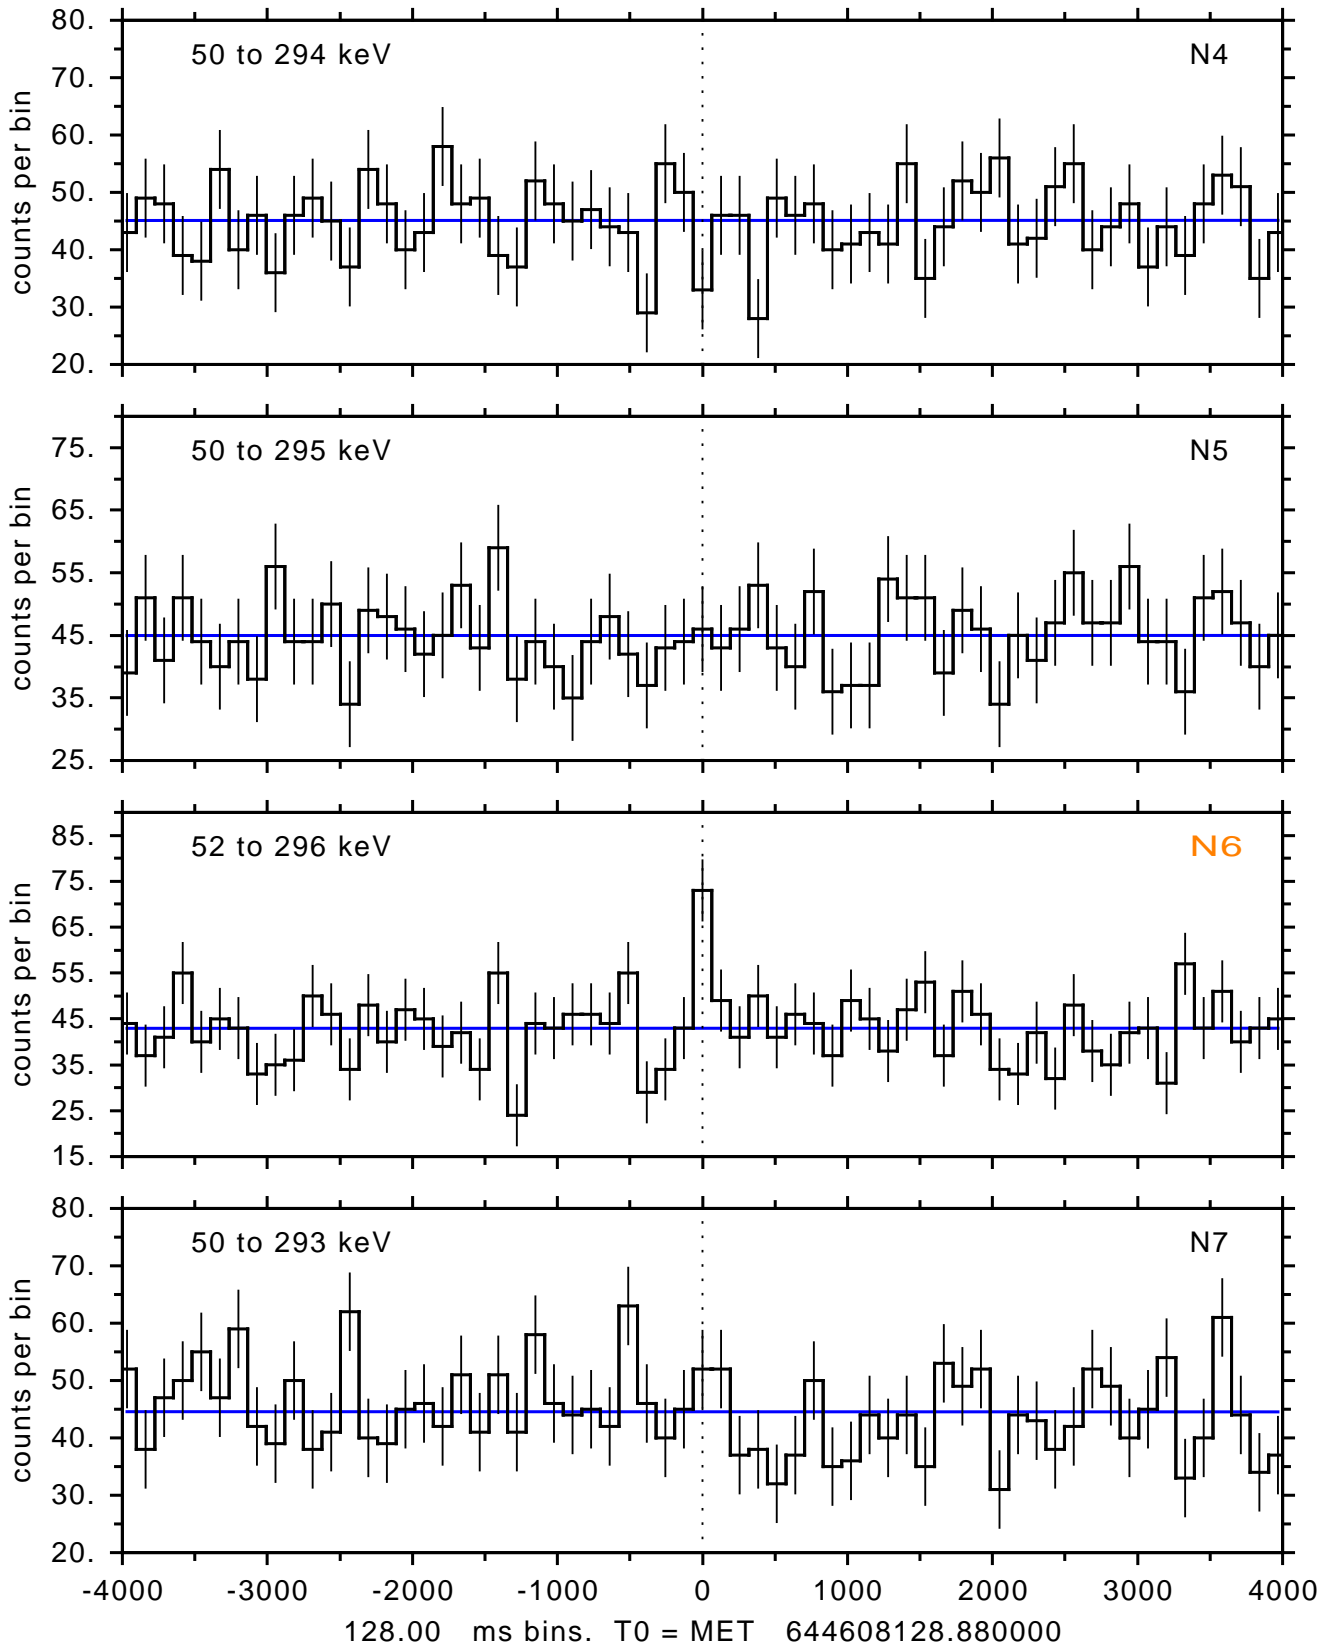 80.
70.
60.
50.
40.
30.
20.
counts per bin
50 to 294 keV N4
75.
65.
55.
45.
35.
25.
counts per bin
50 to 295 keV N5
85.
75.
65.
55.
45.
35.
25.
15.
counts per bin
52 to 296 keV N6
80.
70.
60.
50.
40.
30.
20.
counts per bin
50 to 293 keV N7
-4000 -3000 -2000 -1000 0 1000 2000 3000 4000
128.00 ms bins. T0 = MET 644608128.880000